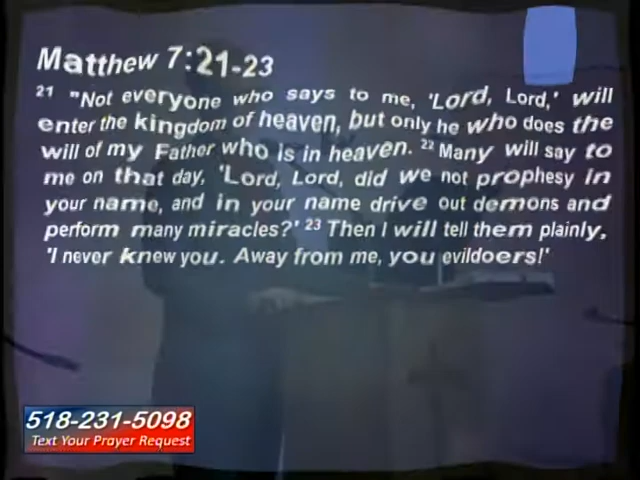 Matthew 7:21-23
21 "Not everyone who says to me, 'Lord, Lord,' will
enter the kingdom of heaven, but only he who does the
will of my Father who is in heaven. 22 Many will say to
me on that day, 'Lord, Lord, did we not prophesy in
your name, and in your name drive out demons and
perform many miracles?' 23 Then I will tell them plainly,
'I never knew you. Away from me, you evildoers!'
518-231-5098
Text Your Prayer Request